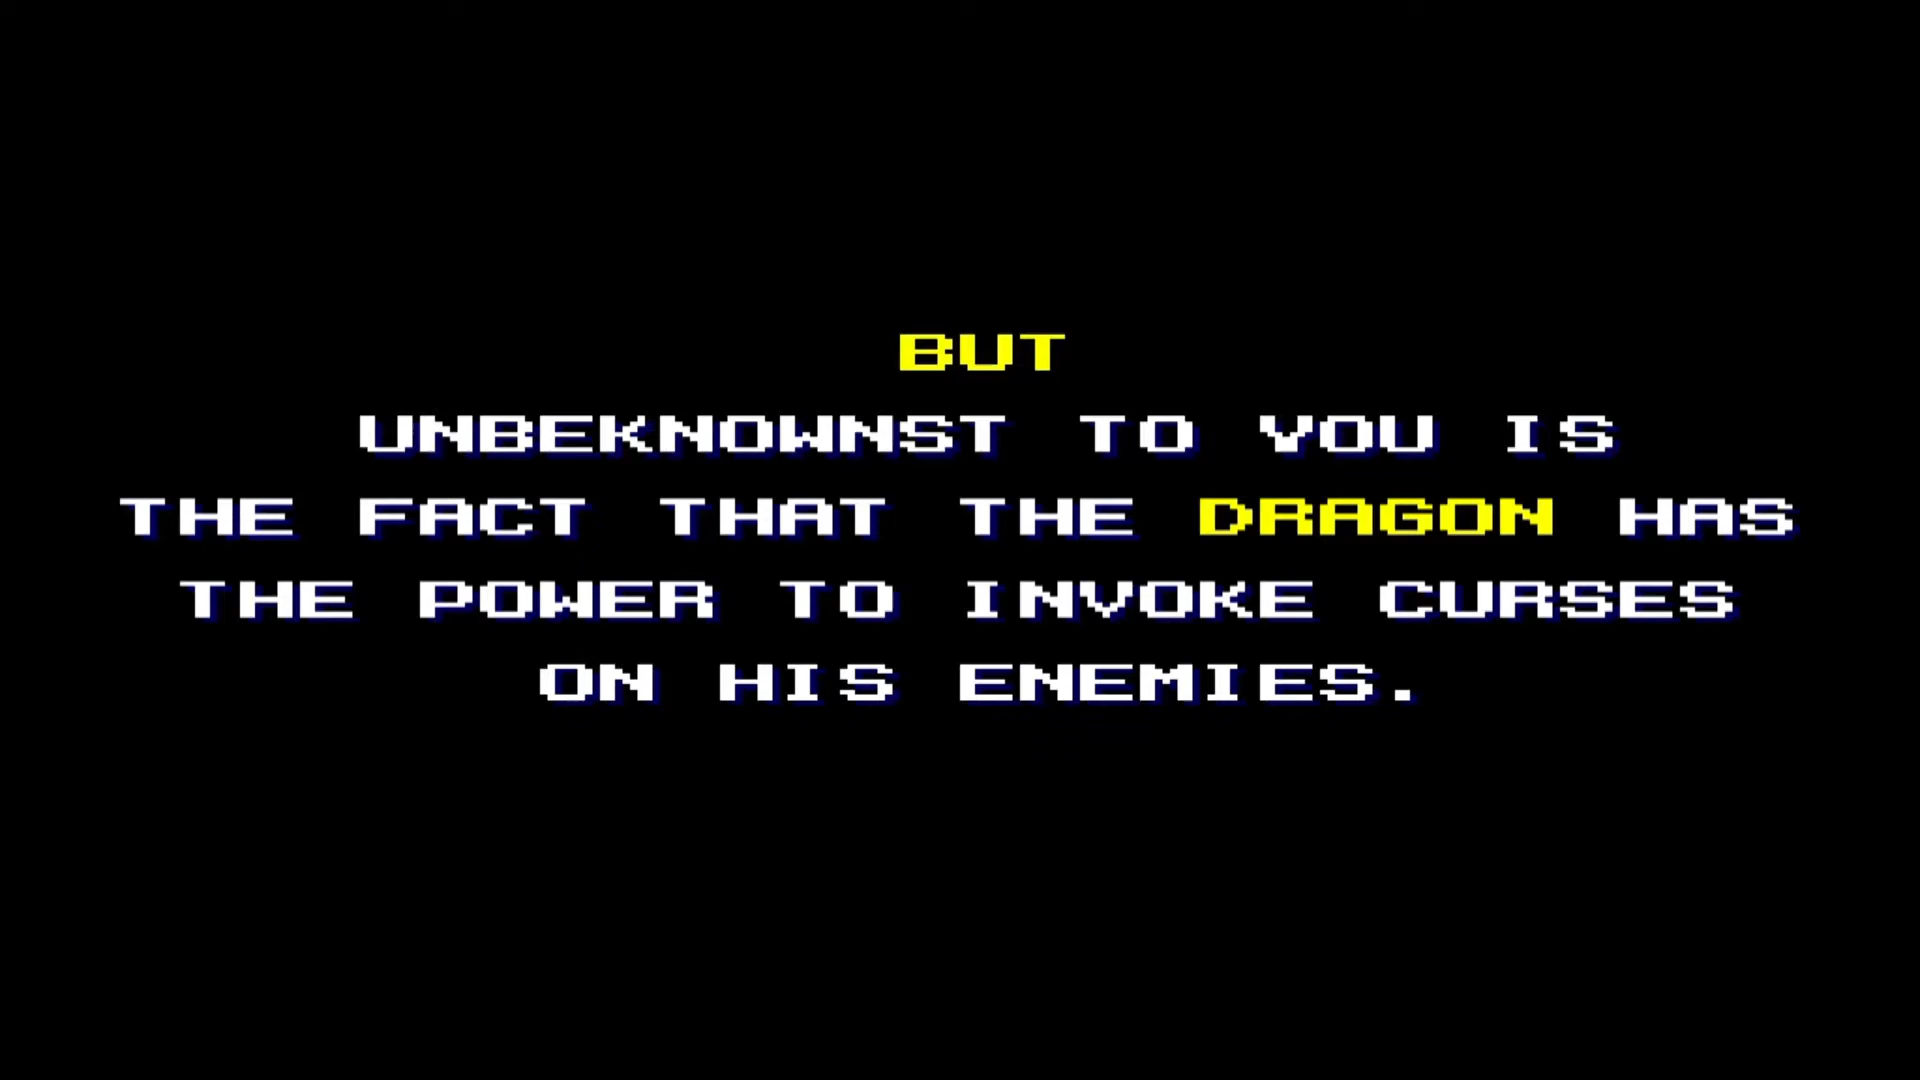 BUT
UNBEKNOWNST TO YOU IS
THE FACT THAT THE DRAGON HAS
THE POWER TO INVOKE CURSES
ON HIS ENEMIES.